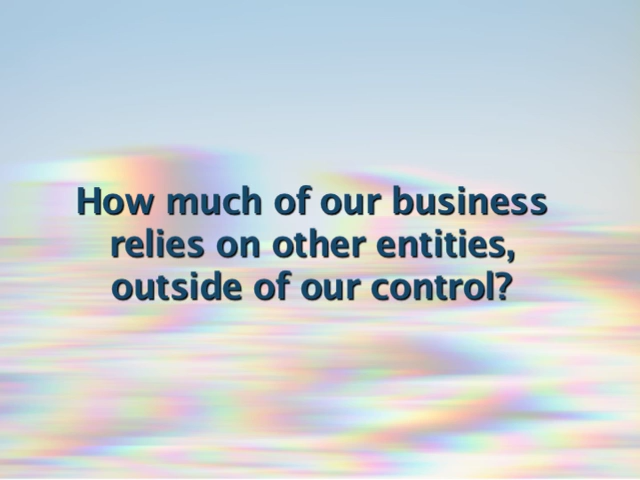 How much of our business
relies on other entities,
outside of our control?